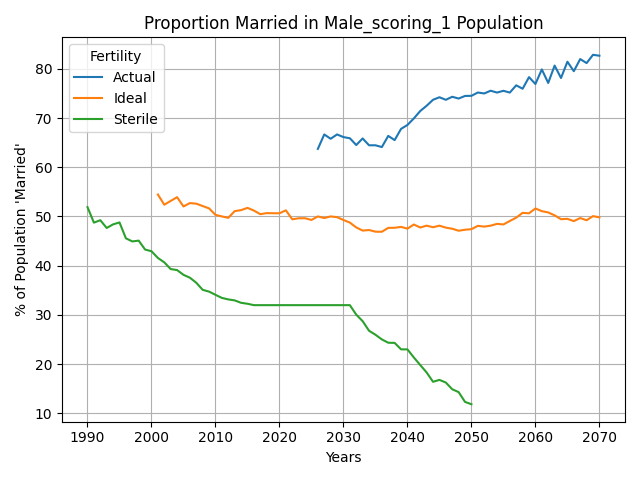 Proportion Married in Male_scoring_1 Population
Fertility
Actual
Ideal
Sterile
% of Population 'Married'
80
70
60
50
40
30
20
10
1990 2000 2010 2020 2030 2040 2050 2060 2070
Years